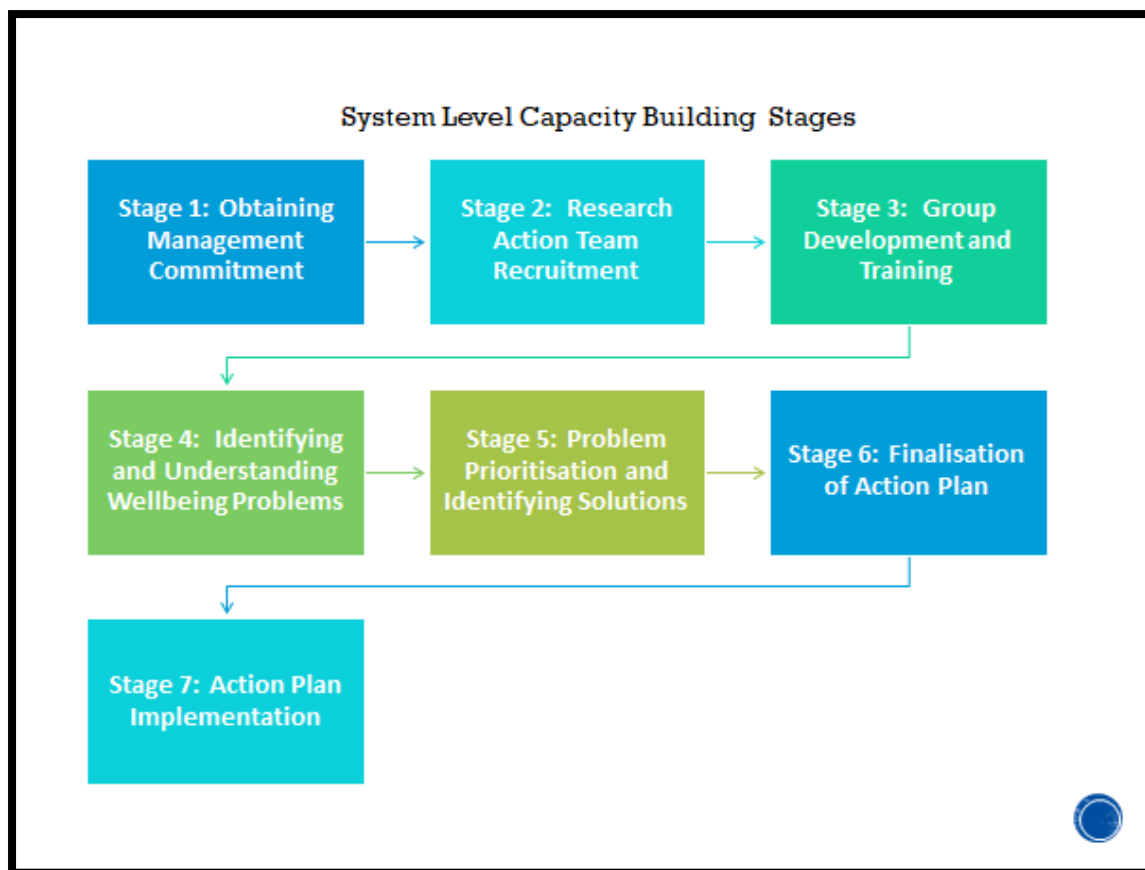 System Level Capacity Building Stages
Stage 1: Obtaining
Management
Commitment
Stage 2: Research
Action Team
Recruitment
Stage 3: Group
Development and
Training
Stage 4: Identifying
and Understanding
Wellbeing Problems
Stage 5: Problem
Prioritisation and
Identifying Solutions
Stage 6: Finalisation
of Action Plan
Stage 7: Action Plan
Implementation